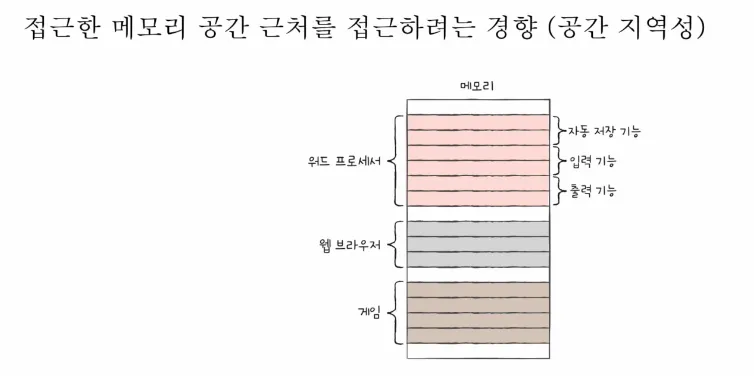 접근한 메모리 공간 근처를 접근하려는 경향 (공간 지역성)
메모리
자동 저장 기능
워드 프로세서
입력 기능
출력 기능
웹 브라우저
게임